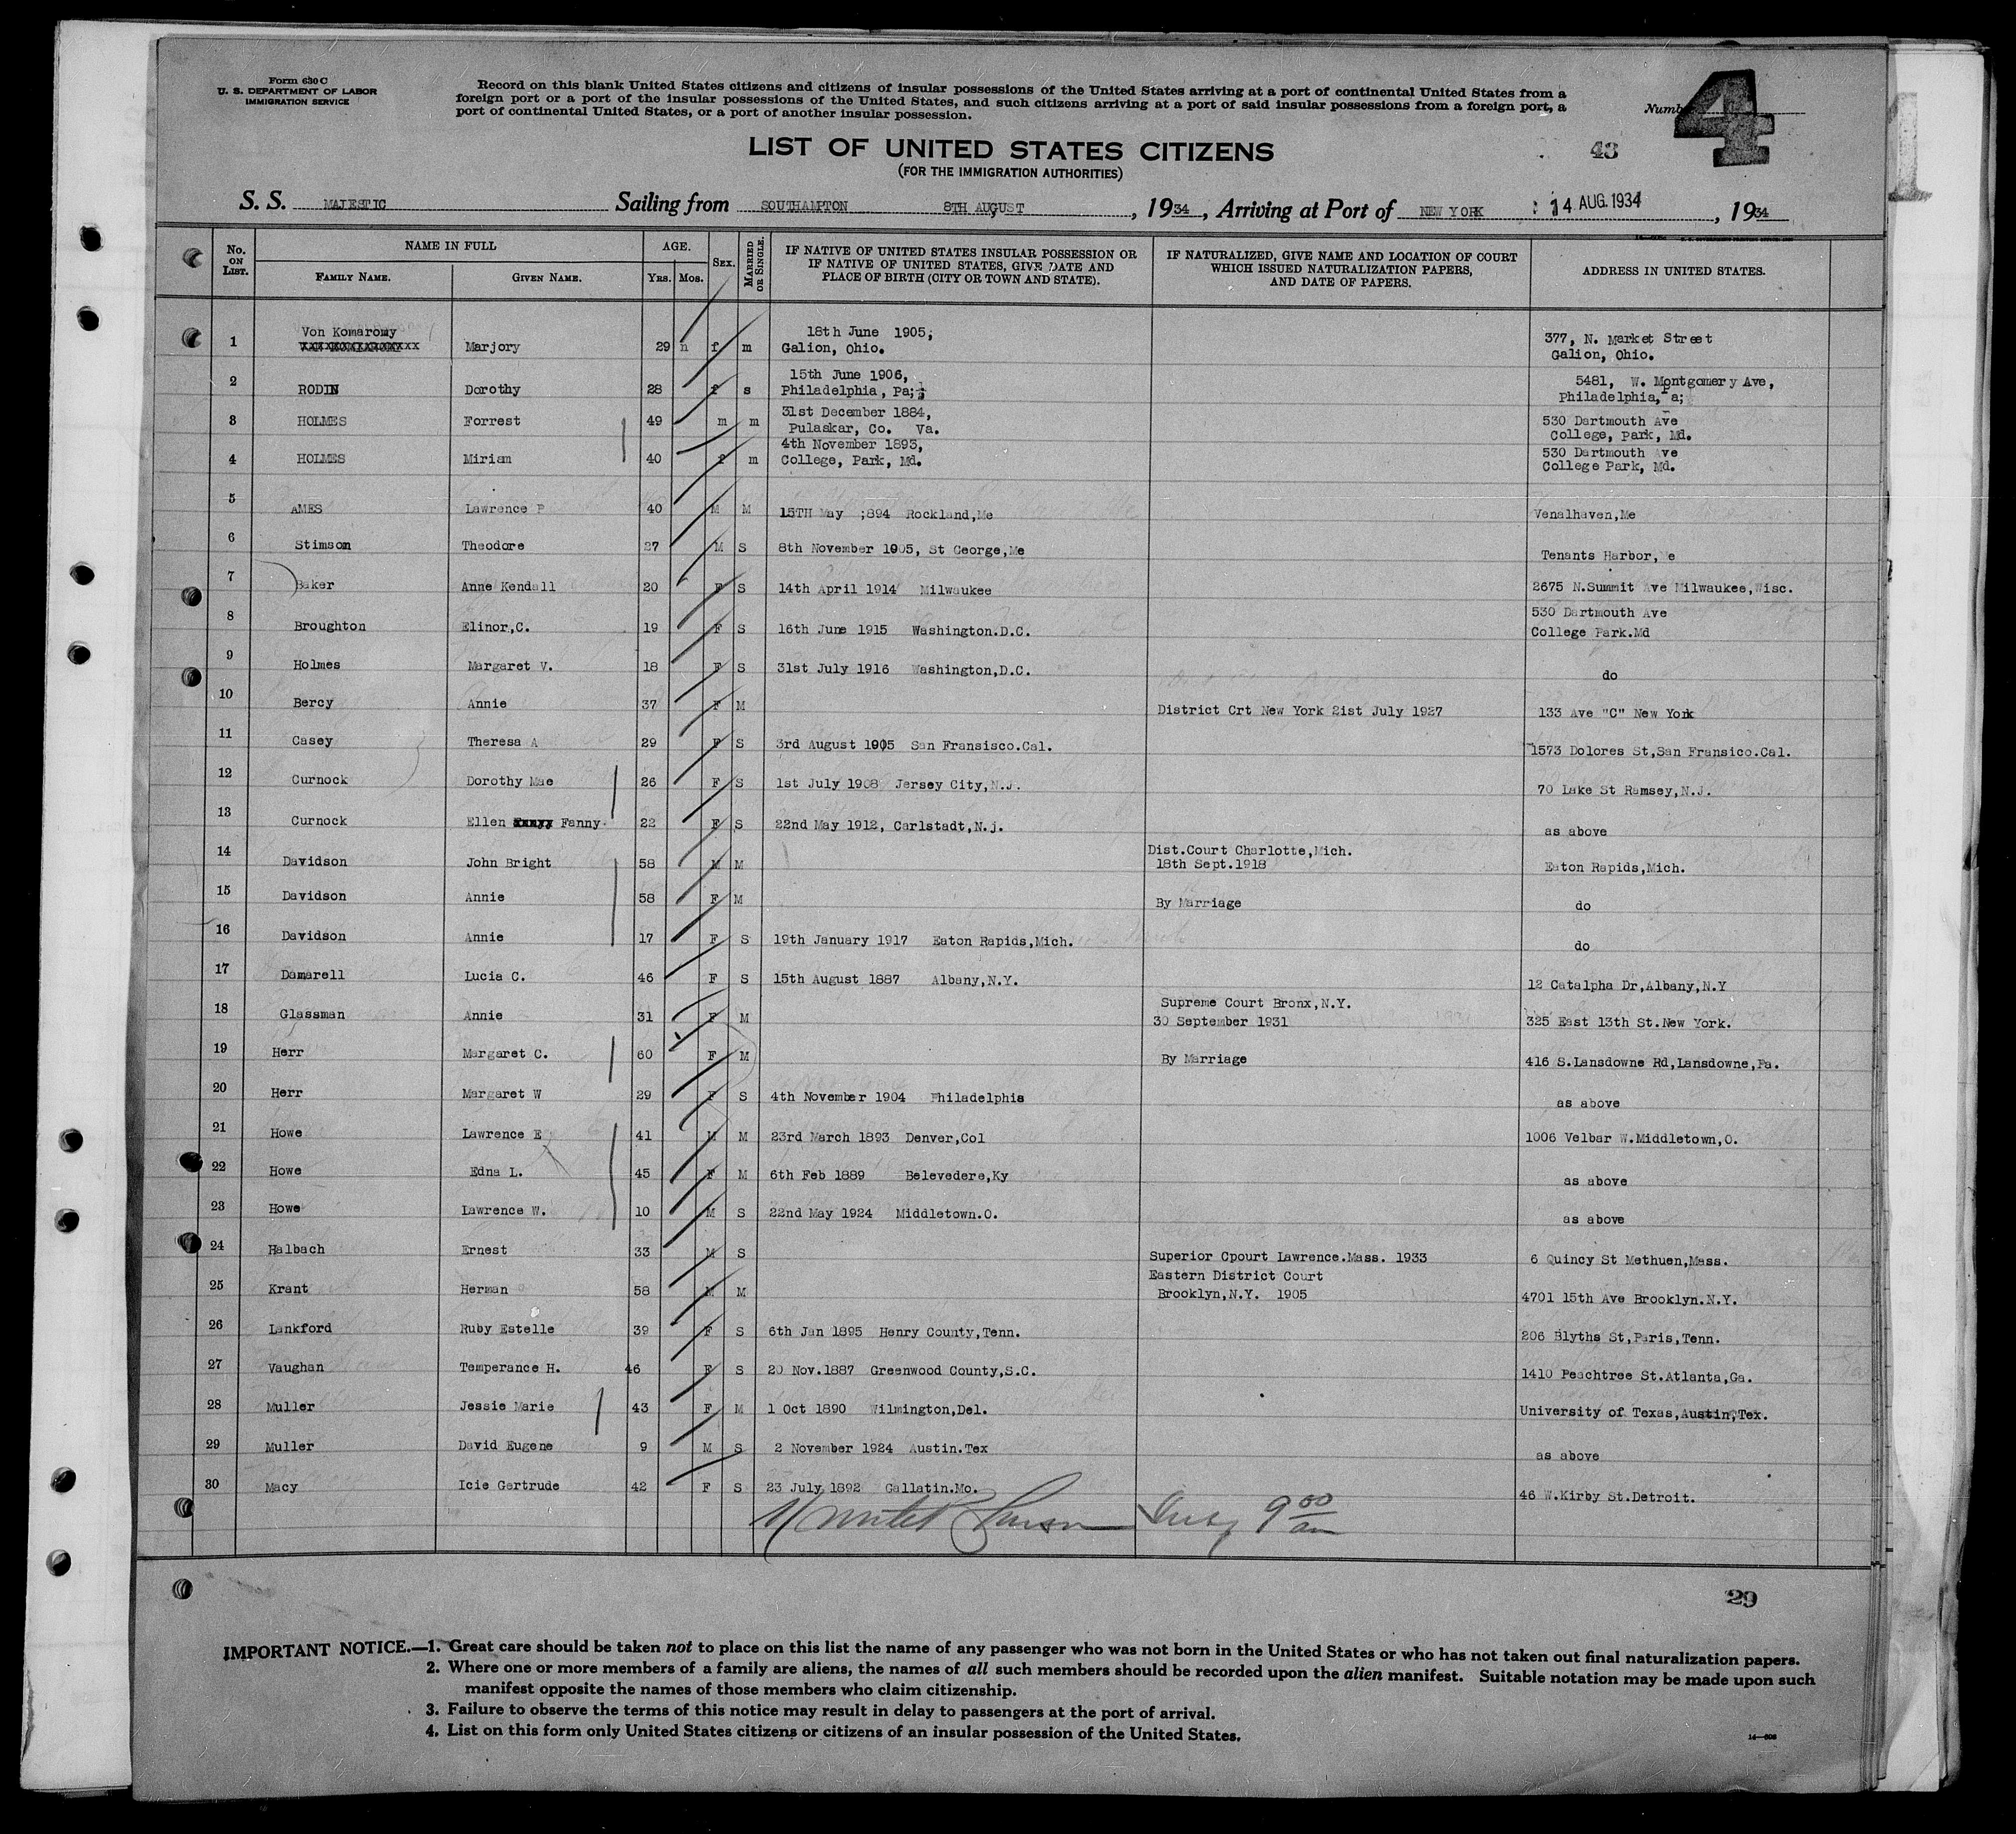 Form 630 C
U. S. DEPARTMENT OF LABOR
IMMIGRATION SERVICE
Record on this blank United States citizens and citizens of insular possessions of the United States arriving at a port of continental United States from a
foreign port or a port of the insular possessions of the United States, and such citizens arriving at a port of said insular possessions from a foreign port, a
port of continental United States, or a port of another insular possession.
4
LIST OF UNITED STATES CITIZENS
43
(FOR THE IMMIGRATION AUTHORITIES)
S. S. MAJESTIC Sailing from SOUTHAMPTON 8TH AUGUST, 1934, Arriving at Port of NEW YORK 14 AUG. 1934, 1934
No. ON LIST. NAME IN FULL FAMILY NAME. GIVEN NAME. AGE. YRS. MOS. SEX. MARRIED OR SINGLE. IF NATIVE OF UNITED STATES INSULAR POSSESSION OR IF NATIVE OF UNITED STATES, GIVE DATE AND PLACE OF BIRTH (CITY OR TOWN AND STATE). IF NATURALIZED, GIVE NAME AND LOCATION OF COURT WHICH ISSUED NATURALIZATION PAPERS, AND DATE OF PAPERS. ADDRESS IN UNITED STATES.
1 Von Komaromy Marjory 29 n f m 18th June 1905; Galion, Ohio. 377, N. Market Street Galion, Ohio.
2 RODIN Dorothy 28 f s 15th June 1906, Philadelphia, Pa; 5481, W. Montgomery Ave, Philadelphia, Pa;
3 HOLMES Forrest 49 m m 31st December 1884, Pulaskar, Co. Va. 530 Dartmouth Ave College, Park, Md.
4 HOLMES Miriam 40 f m 4th November 1893, College, Park, Md. 530 Dartmouth Ave College Park, Md.
5 AMES Lawrence P 40 M M 15TH May ;894 Rockland,Me Venalhaven,Me
6 Stimson Theodore 27 M S 8th November 1905, St George,Me Tenants Harbor, e
7 Baker Anne Kendall 20 F S 14th April 1914 Milwaukee 2675 N.Summit Ave Milwaukee,Wisc.
8 Broughton Elinor,C. 19 F S 16th June 1915 Washington.D.C. 530 Dartmouth Ave College Park.Md
9 Holmes Margaret V. 18 F S 31st July 1916 Washington,D.C. do
10 Bercy Annie 37 F M District Crt New York 21st July 1927 133 Ave "C" New York
11 Casey Theresa A 29 F S 3rd August 1905 San Fransisco.Cal. 1573 Dolores St,San Fransico.Cal.
12 Curnock Dorothy Mae 26 F S 1st July 1908 Jersey City,N.J. 70 Lake St Ramsey,N.J.
13 Curnock Ellen Fanny 22 F S 22nd May 1912, Carlstadt,N.j. as above
14 Davidson John Bright 58 M M Dist.Court Charlotte,Mich. 18th Sept.1918 Eaton Rapids,Mich.
15 Davidson Annie 58 F M By Marriage do
16 Davidson Annie 17 F S 19th January 1917 Eaton Rapids,Mich. do
17 Damarell Lucia C. 46 F S 15th August 1887 Albany,N.Y. 12 Catalpha Dr,Albany,N.Y
18 Glassman Annie 31 F M Supreme Court Bronx,N.Y. 30 September 1931 325 East 13th St.New York.
19 Herr Margaret C. 60 F M By Marriage 416 S.Lansdowne Rd,Lansdowne,Pa.
20 Herr Margaret W 29 F S 4th November 1904 Philadelphia as above
21 Howe Lawrence E 41 M M 23rd March 1893 Denver,Col 1006 Velbar W.Middletown,O.
22 Howe Edna L. 45 F M 6th Feb 1889 Belevedere,Ky as above
23 Howe Lawrence W. 10 M S 22nd May 1924 Middletown.O. as above
24 Halbach Ernest 33 M S Superior Cpourt Lawrence.Mass. 1933 6 Quincy St Methuen,Mass.
25 Krant Herman 58 M M Eastern District Court Brooklyn,N.Y. 1905 4701 15th Ave Brooklyn.N.Y.
26 Lankford Ruby Estelle 39 F S 6th Jan 1895 Henry County,Tenn. 206 Blythe St,Paris,Tenn.
27 Vaughan Temperance H. 46 F S 20 Nov.1887 Greenwood County,S.C. 1410 Peachtree St.Atlanta,Ga.
28 Muller Jessie Marie 43 F M 1 Oct 1890 Wilmington,Del. University of Texas,Austin,Tex.
29 Muller David Eugene 9 M S 2 November 1924 Austin.Tex as above
30 Macy Icie Gertrude 42 F S 23 July 1892 Gallatin.Mo. 46 W.Kirby St.Detroit.
9 00 am
29
IMPORTANT NOTICE.—1. Great care should be taken not to place on this list the name of any passenger who was not born in the United States or who has not taken out final naturalization papers.
2. Where one or more members of a family are aliens, the names of all such members should be recorded upon the alien manifest. Suitable notation may be made upon such
manifest opposite the names of those members who claim citizenship.
3. Failure to observe the terms of this notice may result in delay to passengers at the port of arrival.
4. List on this form only United States citizens or citizens of an insular possession of the United States.